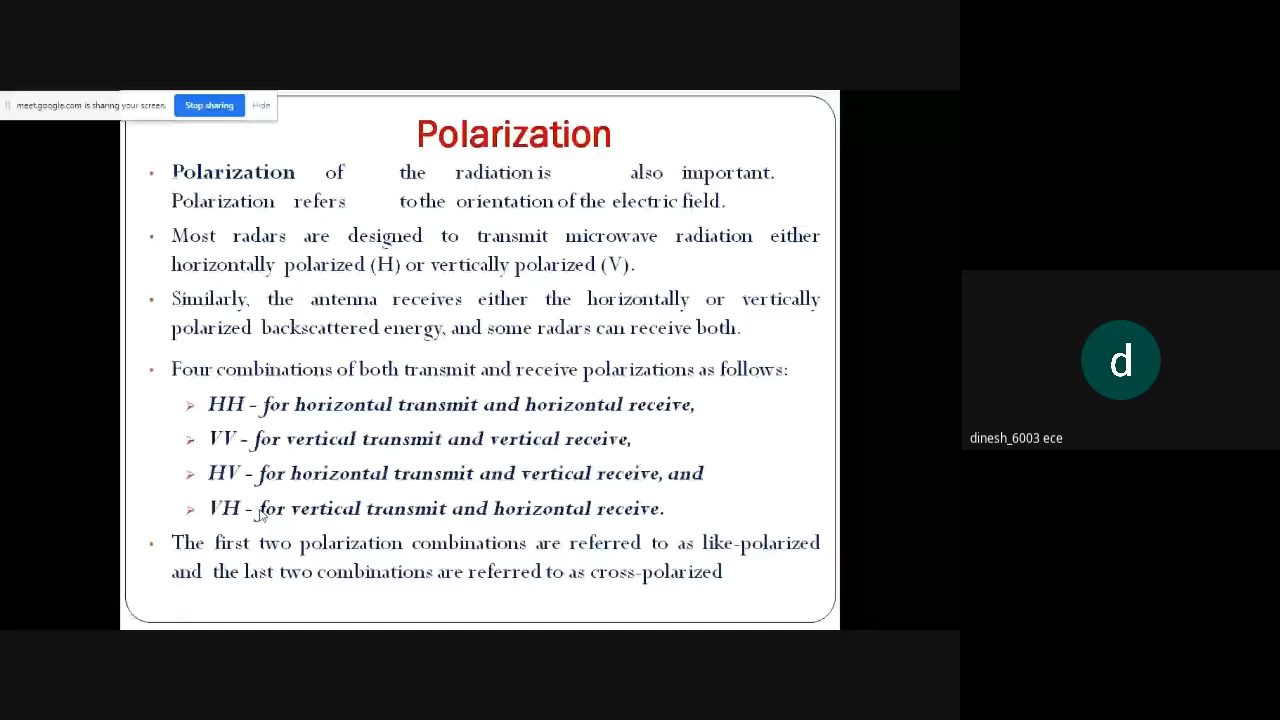 meet.google.com is sharing your screen.
Stop sharing
Hide
Polarization
• Polarization of the radiation is also important.
Polarization refers to the orientation of the electric field.
• Most radars are designed to transmit microwave radiation either
horizontally polarized (H) or vertically polarized (V).
• Similarly, the antenna receives either the horizontally or vertically
polarized backscattered energy, and some radars can receive both.
• Four combinations of both transmit and receive polarizations as follows:
➢ HH - for horizontal transmit and horizontal receive,
➢ VV - for vertical transmit and vertical receive,
➢ HV - for horizontal transmit and vertical receive, and
➢ VH - for vertical transmit and horizontal receive.
• The first two polarization combinations are referred to as like-polarized
and the last two combinations are referred to as cross-polarized
d
dinesh_6003 ece